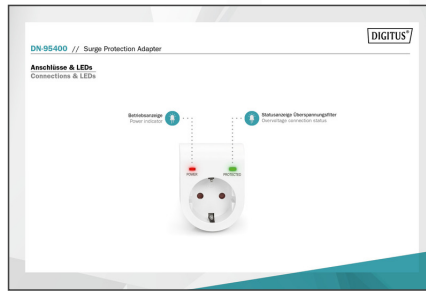 DIGITUS®
DN-95400 // Surge Protection Adapter
Anschlüsse & LEDs
Connections & LEDs
Betriebsanzeige
Power indicator
Statusanzeige Überspannungsfilter
Overvoltage connection status
POWER
PROTECTED